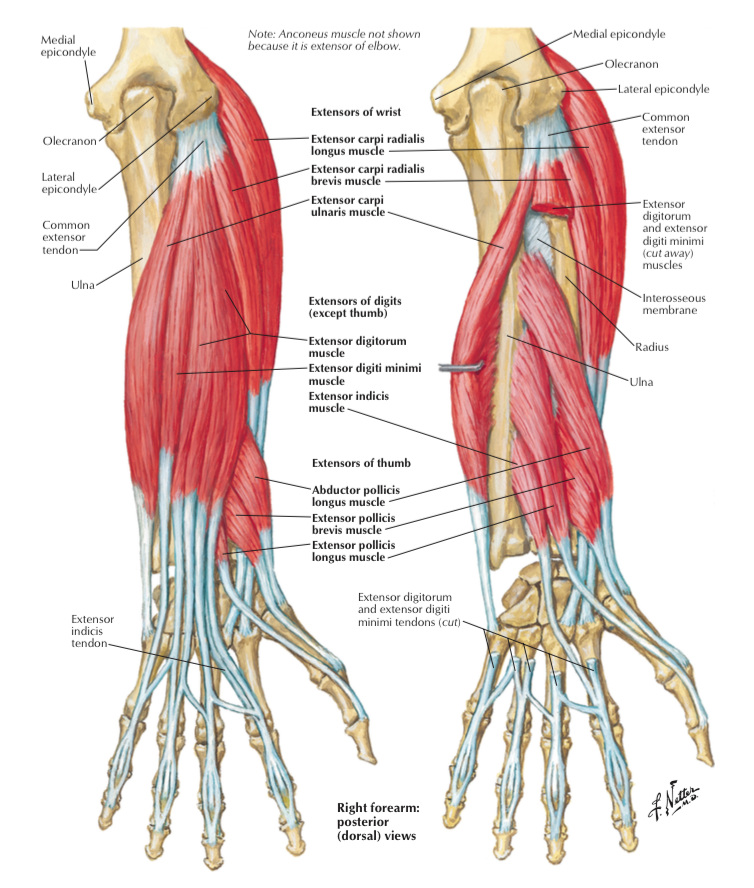 Note: Anconeus muscle not shown
because it is extensor of elbow.
Medial
epicondyle
Olecranon
Lateral
epicondyle
Common
extensor
tendon
Ulna
Extensor
indicis
tendon
Extensors of wrist
Extensor carpi radialis
longus muscle
Extensor carpi radialis
brevis muscle
Extensor carpi
ulnaris muscle
Extensors of digits
(except thumb)
Extensor digitorum
muscle
Extensor digiti minimi
muscle
Extensor indicis
muscle
Extensors of thumb
Abductor pollicis
longus muscle
Extensor pollicis
brevis muscle
Extensor pollicis
longus muscle
Extensor digitorum
and extensor digiti
minimi tendons (cut)
Medial epicondyle
Olecranon
Lateral epicondyle
Common
extensor
tendon
Extensor
digitorum
and extensor
digiti minimi
(cut away)
muscles
Interosseous
membrane
Radius
Ulna
Right forearm:
posterior
(dorsal) views
F. Netter
M.D.